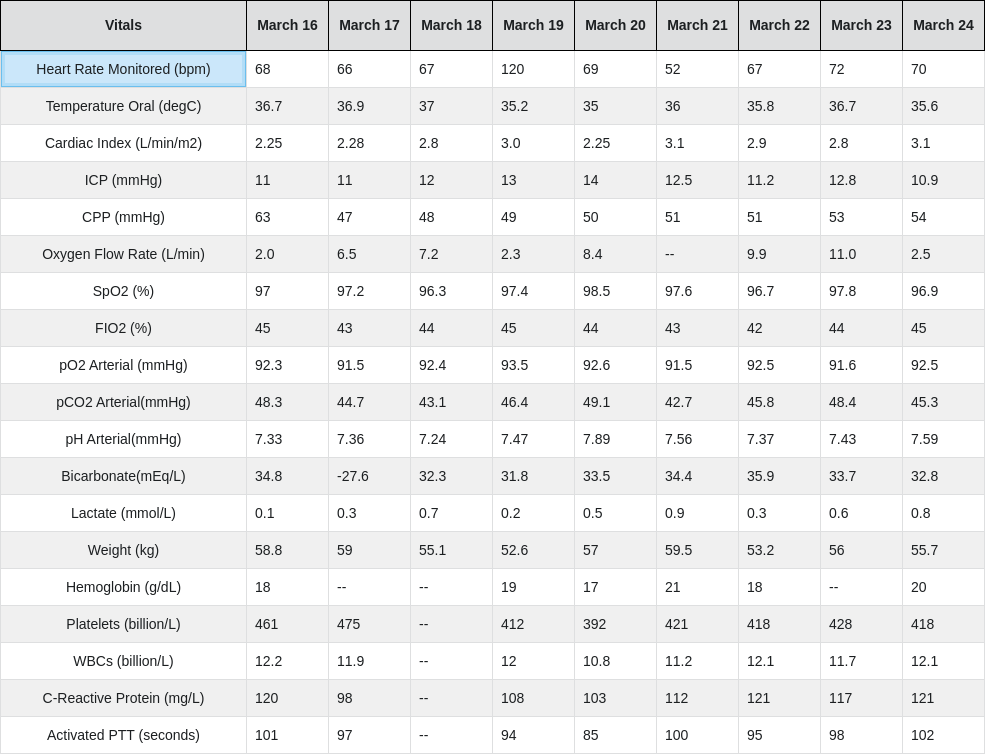 Vitals March 16 March 17 March 18 March 19 March 20 March 21 March 22 March 23 March 24
Heart Rate Monitored (bpm) 68 66 67 120 69 52 67 72 70
Temperature Oral (degC) 36.7 36.9 37 35.2 35 36 35.8 36.7 35.6
Cardiac Index (L/min/m2) 2.25 2.28 2.8 3.0 2.25 3.1 2.9 2.8 3.1
ICP (mmHg) 11 11 12 13 14 12.5 11.2 12.8 10.9
CPP (mmHg) 63 47 48 49 50 51 51 53 54
Oxygen Flow Rate (L/min) 2.0 6.5 7.2 2.3 8.4 -- 9.9 11.0 2.5
SpO2 (%) 97 97.2 96.3 97.4 98.5 97.6 96.7 97.8 96.9
FIO2 (%) 45 43 44 45 44 43 42 44 45
pO2 Arterial (mmHg) 92.3 91.5 92.4 93.5 92.6 91.5 92.5 91.6 92.5
pCO2 Arterial(mmHg) 48.3 44.7 43.1 46.4 49.1 42.7 45.8 48.4 45.3
pH Arterial(mmHg) 7.33 7.36 7.24 7.47 7.89 7.56 7.37 7.43 7.59
Bicarbonate(mEq/L) 34.8 -27.6 32.3 31.8 33.5 34.4 35.9 33.7 32.8
Lactate (mmol/L) 0.1 0.3 0.7 0.2 0.5 0.9 0.3 0.6 0.8
Weight (kg) 58.8 59 55.1 52.6 57 59.5 53.2 56 55.7
Hemoglobin (g/dL) 18 -- -- 19 17 21 18 -- 20
Platelets (billion/L) 461 475 -- 412 392 421 418 428 418
WBCs (billion/L) 12.2 11.9 -- 12 10.8 11.2 12.1 11.7 12.1
C-Reactive Protein (mg/L) 120 98 -- 108 103 112 121 117 121
Activated PTT (seconds) 101 97 -- 94 85 100 95 98 102